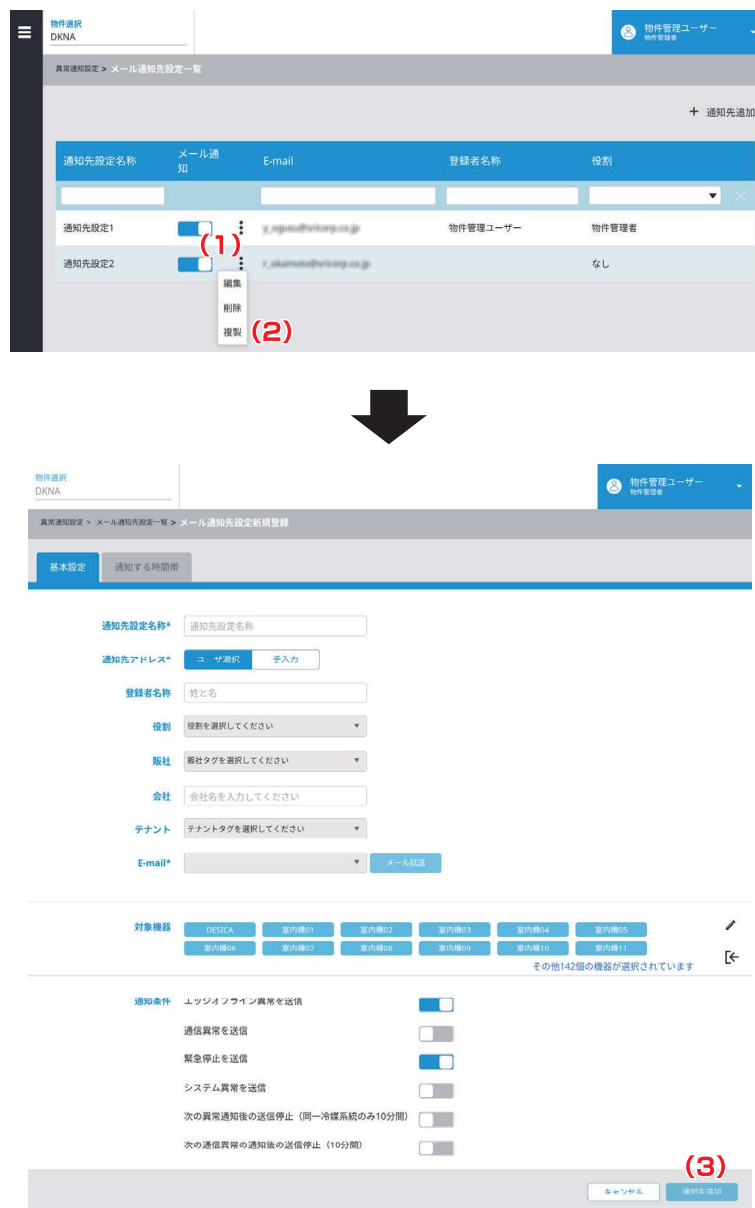 物件選択
DKNA
物件管理ユーザー
物件管理者
異常通知設定 > メール通知先設定一覧
+ 通知先追加
通知先設定名称 メール通知 E-mail 登録者名称 役割
通知先設定1 物件管理ユーザー 物件管理者
(1)
通知先設定2 なし
編集
削除
複製 (2)
物件選択
DKNA
物件管理ユーザー
物件管理者
異常通知設定 > メール通知先設定一覧 > メール通知先設定新規登録
基本設定 通知する時間帯
通知先設定名称* 通知先設定名称
通知先アドレス* ユーザ選択 手入力
登録者名称 姓と名
役割 役割を選択してください
販社 販社タグを選択してください
会社 会社名を入力してください
テナント テナントタグを選択してください
E-mail* メール試送
対象機器 DESICA 室内機01 室内機02 室内機03 室内機04 室内機05
室内機06 室内機07 室内機08 室内機09 室内機10 室内機11
その他142個の機器が選択されています
通知条件 エッジオフライン異常を送信
通信異常を送信
緊急停止を送信
システム異常を送信
次の異常通知後の送信停止（同一冷媒系統のみ10分間）
次の通信異常の通知後の送信停止（10分間）
(3)
キャンセル 通知先追加